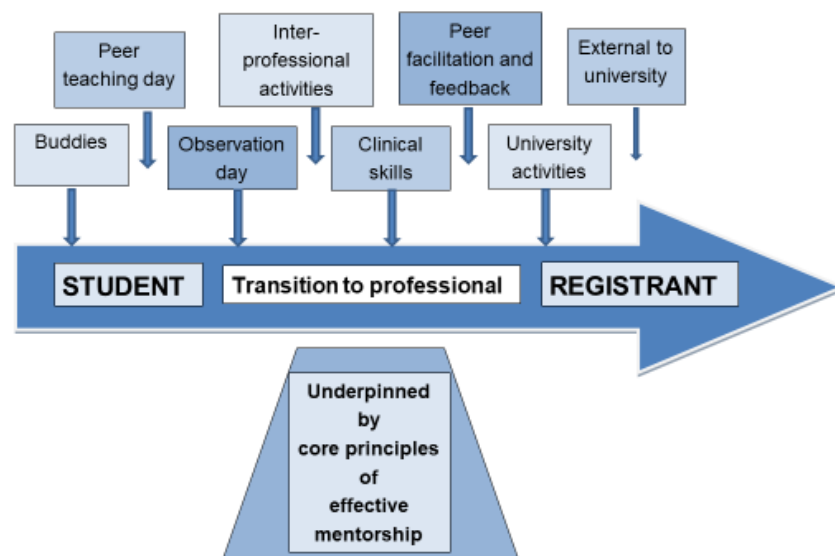 Peer
teaching day
Inter-
professional
activities
Peer
facilitation and
feedback
External to
university
Buddies
Observation
day
Clinical
skills
University
activities
STUDENT
Transition to professional
REGISTRANT
Underpinned
by
core principles
of
effective
mentorship